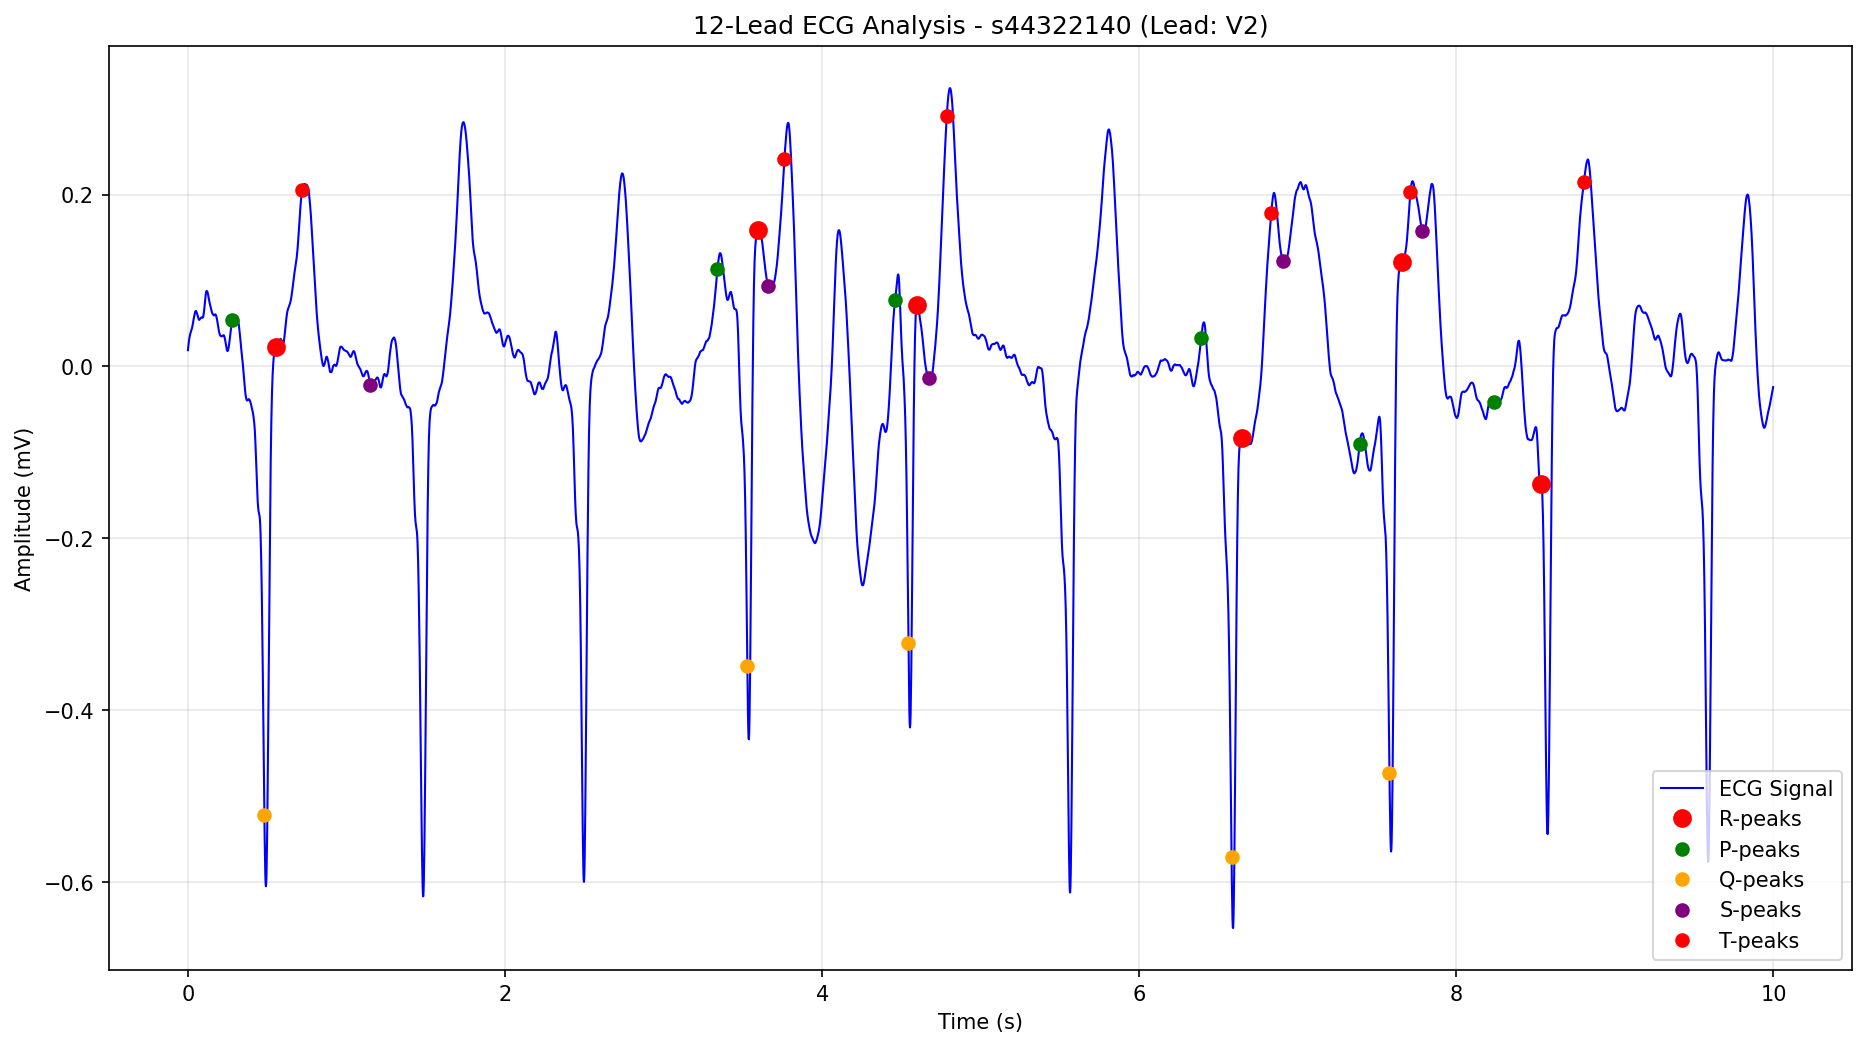 12-Lead ECG Analysis - s44322140 (Lead: V2)
Amplitude (mV)
0.2
0.0
−0.2
−0.4
−0.6
0
2
4
6
8
10
Time (s)
ECG Signal
R-peaks
P-peaks
Q-peaks
S-peaks
T-peaks